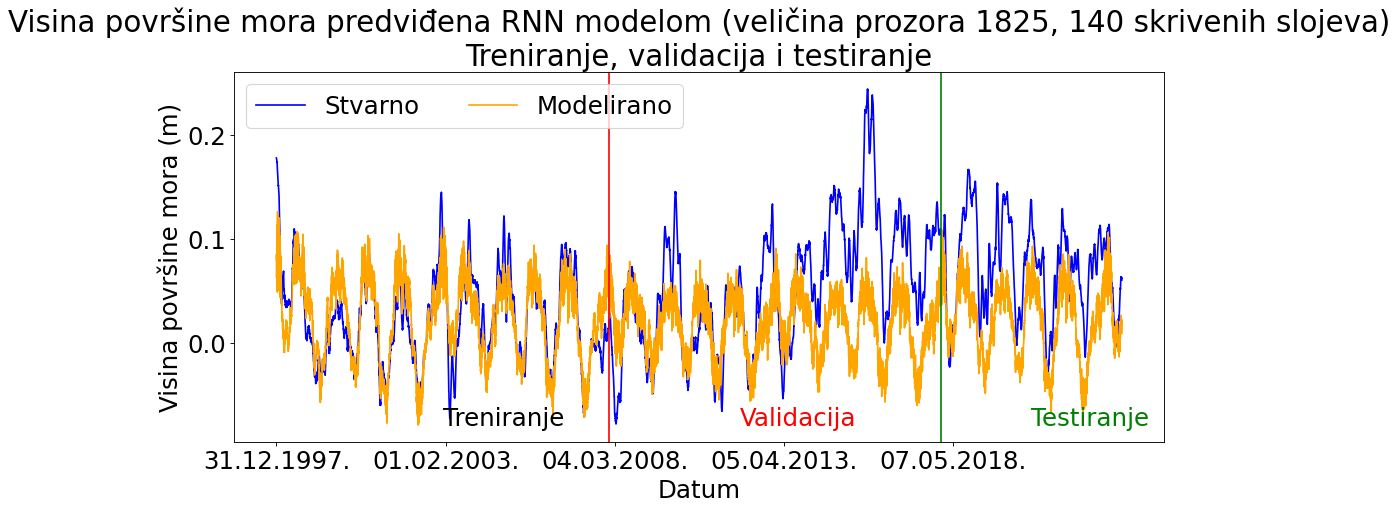 Visina površine mora predviđena RNN modelom (veličina prozora 1825, 140 skrivenih slojeva)
Treniranje, validacija i testiranje
Stvarno
Modelirano
Visina površine mora (m)
0.2
0.1
0.0
Treniranje
Validacija
Testiranje
31.12.1997.
01.02.2003.
04.03.2008.
05.04.2013.
07.05.2018.
Datum